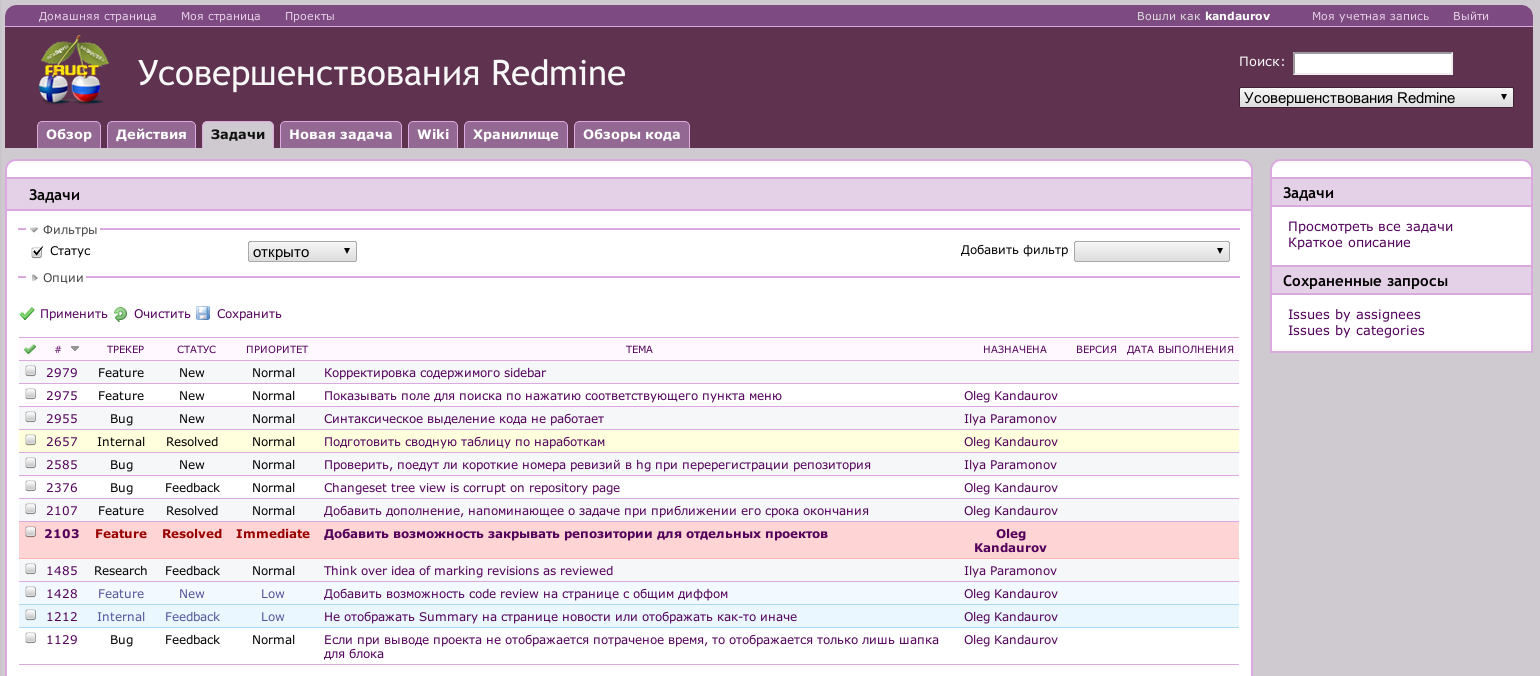 Домашняя страница Моя страница Проекты Вошли как kandaurov Моя учетная запись Выйти
FRUCT
Усовершенствования Redmine
Поиск:
Усовершенствования Redmine
Обзор Действия Задачи Новая задача Wiki Хранилище Обзоры кода
Задачи
Фильтры
Статус открыто Добавить фильтр
Опции
Применить Очистить Сохранить
# ТРЕКЕР СТАТУС ПРИОРИТЕТ ТЕМА НАЗНАЧЕНА ВЕРСИЯ ДАТА ВЫПОЛНЕНИЯ
2979 Feature New Normal Корректировка содержимого sidebar
2975 Feature New Normal Показывать поле для поиска по нажатию соответствующего пункта меню Oleg Kandaurov
2955 Bug New Normal Синтаксическое выделение кода не работает Ilya Paramonov
2657 Internal Resolved Normal Подготовить сводную таблицу по наработкам Oleg Kandaurov
2585 Bug New Normal Проверить, поедут ли короткие номера ревизий в hg при перерегистрации репозитория Ilya Paramonov
2376 Bug Feedback Normal Changeset tree view is corrupt on repository page Oleg Kandaurov
2107 Feature Resolved Normal Добавить дополнение, напоминающее о задаче при приближении его срока окончания Oleg Kandaurov
2103 Feature Resolved Immediate Добавить возможность закрывать репозитории для отдельных проектов Oleg
Kandaurov
1485 Research Feedback Normal Think over idea of marking revisions as reviewed Ilya Paramonov
1428 Feature New Low Добавить возможность code review на странице с общим диффом Oleg Kandaurov
1212 Internal Feedback Low Не отображать Summary на странице новости или отображать как-то иначе Oleg Kandaurov
1129 Bug Feedback Normal Если при выводе проекта не отображается потраченое время, то отображается только лишь шапка Oleg Kandaurov
для блока
Задачи
Просмотреть все задачи
Краткое описание
Сохраненные запросы
Issues by assignees
Issues by categories